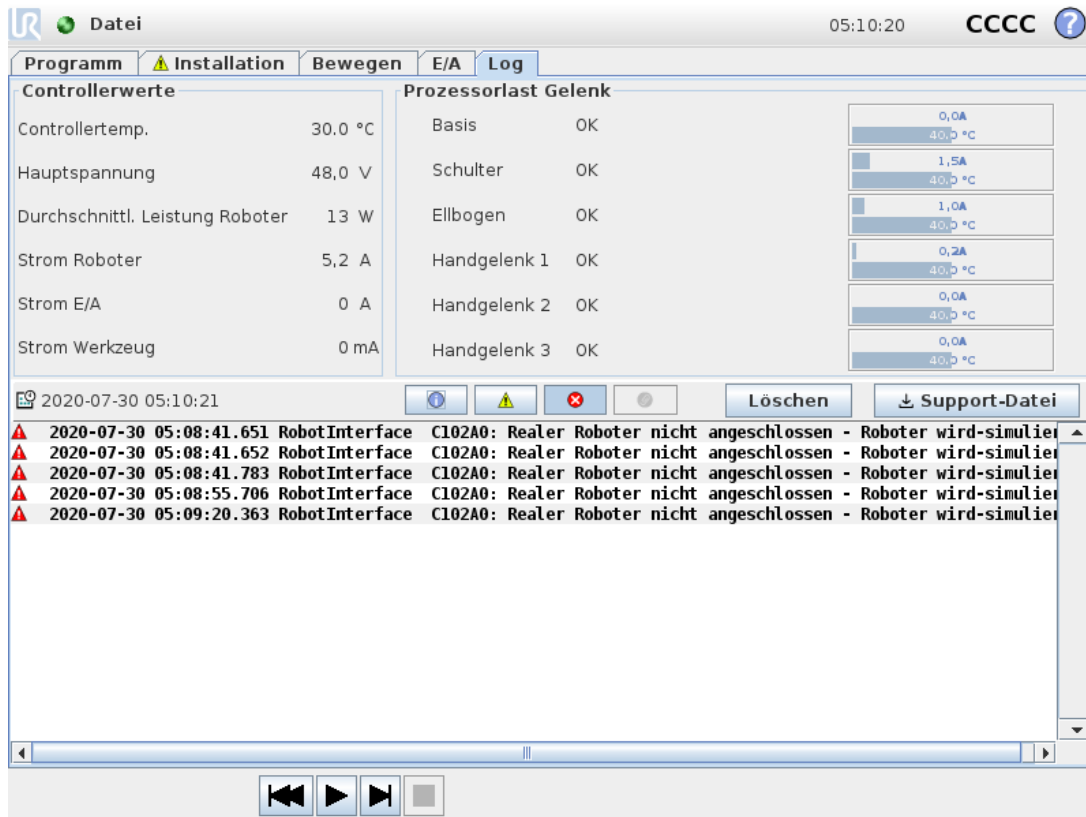 UR Datei 05:10:20 CCCC ?
Programm Installation Bewegen E/A Log
Controllerwerte
Controllertemp. 30.0 °C
Hauptspannung 48,0 V
Durchschnittl. Leistung Roboter 13 W
Strom Roboter 5,2 A
Strom E/A 0 A
Strom Werkzeug 0 mA
Prozessorlast Gelenk
Basis OK 0,0A
40,0 °C
Schulter OK 1,5A
40,0 °C
Ellbogen OK 1,0A
40,0 °C
Handgelenk 1 OK 0,2A
40,0 °C
Handgelenk 2 OK 0,0A
40,0 °C
Handgelenk 3 OK 0,0A
40,0 °C
2020-07-30 05:10:21 Löschen Support-Datei
2020-07-30 05:08:41.651 RobotInterface C102A0: Realer Roboter nicht angeschlossen - Roboter wird-simulier
2020-07-30 05:08:41.652 RobotInterface C102A0: Realer Roboter nicht angeschlossen - Roboter wird-simulier
2020-07-30 05:08:41.783 RobotInterface C102A0: Realer Roboter nicht angeschlossen - Roboter wird-simulier
2020-07-30 05:08:55.706 RobotInterface C102A0: Realer Roboter nicht angeschlossen - Roboter wird-simulier
2020-07-30 05:09:20.363 RobotInterface C102A0: Realer Roboter nicht angeschlossen - Roboter wird-simulier